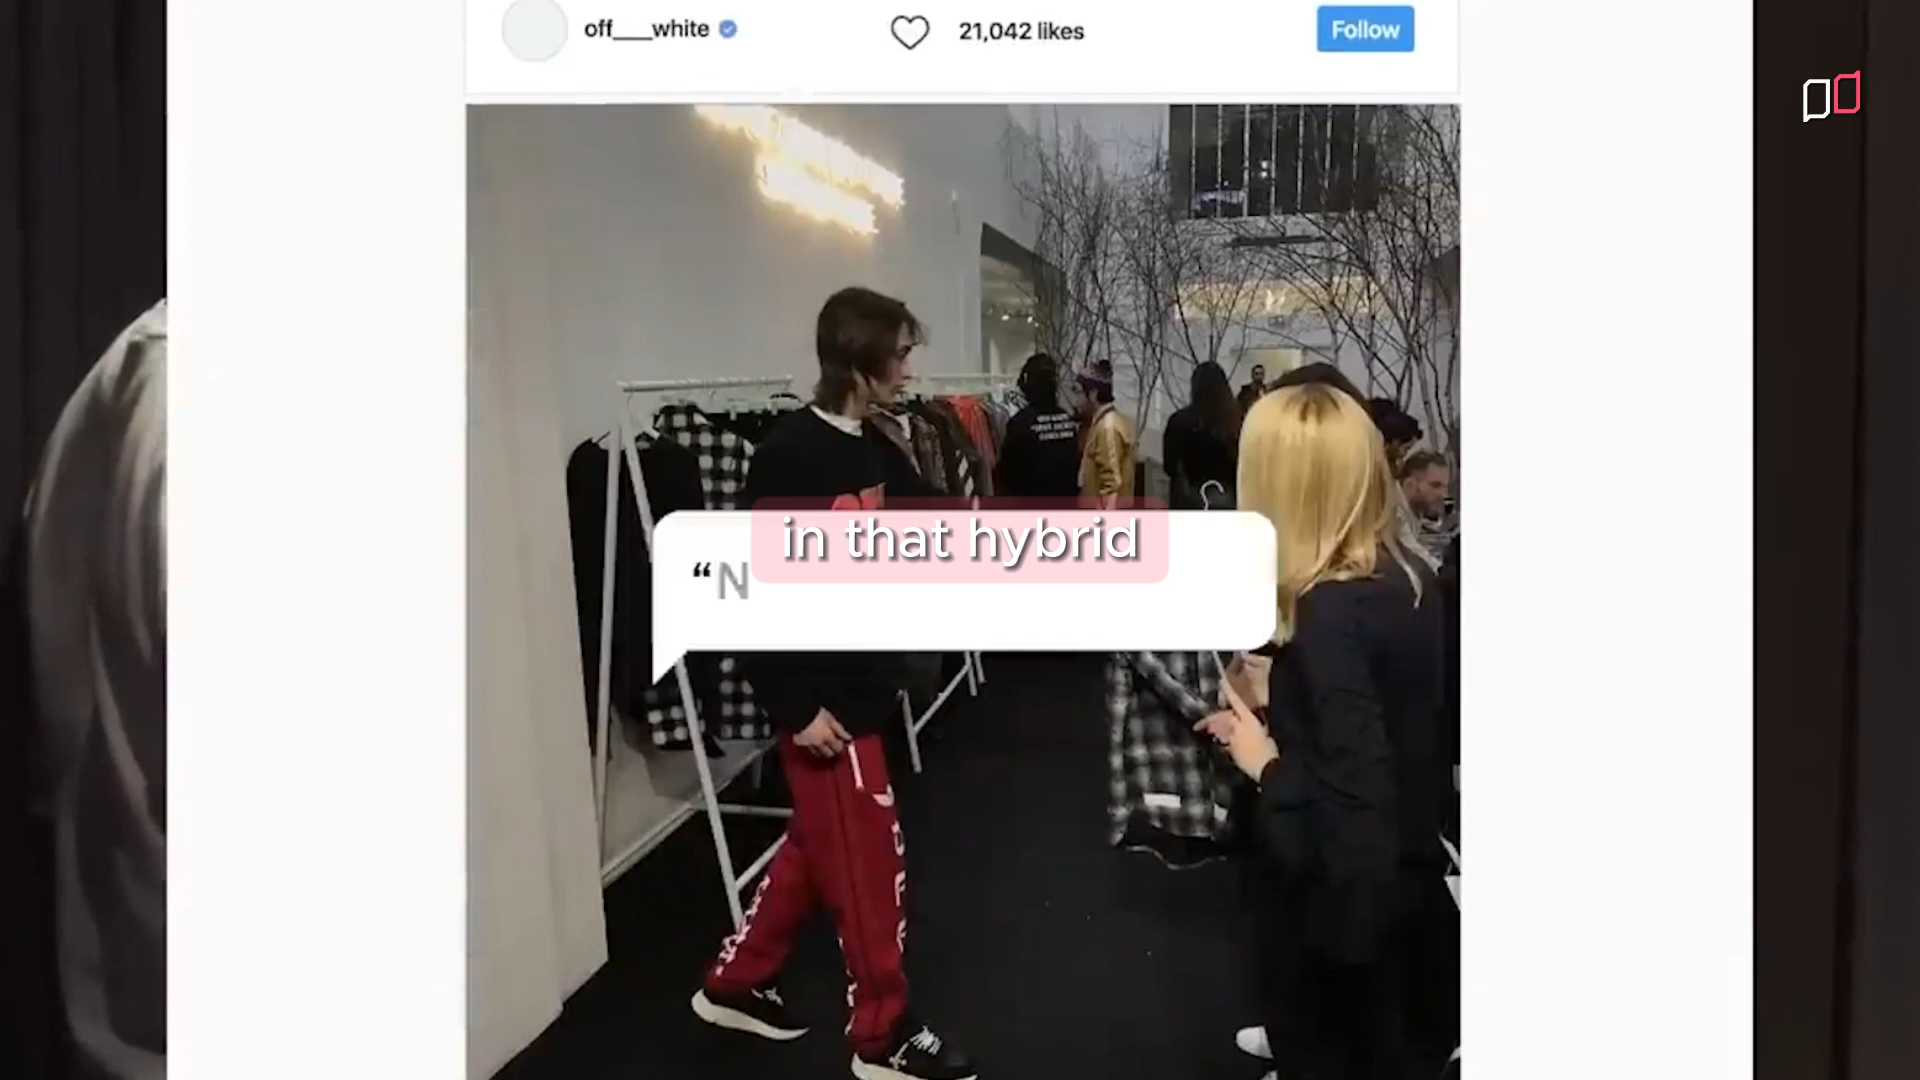 off___white
21,042 likes
Follow
in that hybrid
“N